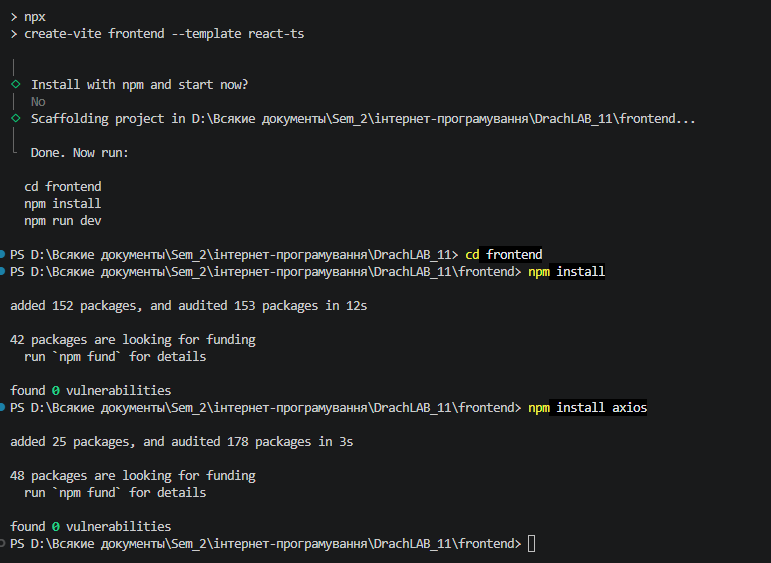 > npx
> create-vite frontend --template react-ts
Install with npm and start now?
No
Scaffolding project in D:\Всякие документы\Sem_2\інтернет-програмування\DrachLAB_11\frontend...
Done. Now run:
cd frontend
npm install
npm run dev
PS D:\Всякие документы\Sem_2\інтернет-програмування\DrachLAB_11> cd frontend
PS D:\Всякие документы\Sem_2\інтернет-програмування\DrachLAB_11\frontend> npm install
added 152 packages, and audited 153 packages in 12s
42 packages are looking for funding
run `npm fund` for details
found 0 vulnerabilities
PS D:\Всякие документы\Sem_2\інтернет-програмування\DrachLAB_11\frontend> npm install axios
added 25 packages, and audited 178 packages in 3s
48 packages are looking for funding
run `npm fund` for details
found 0 vulnerabilities
PS D:\Всякие документы\Sem_2\інтернет-програмування\DrachLAB_11\frontend>